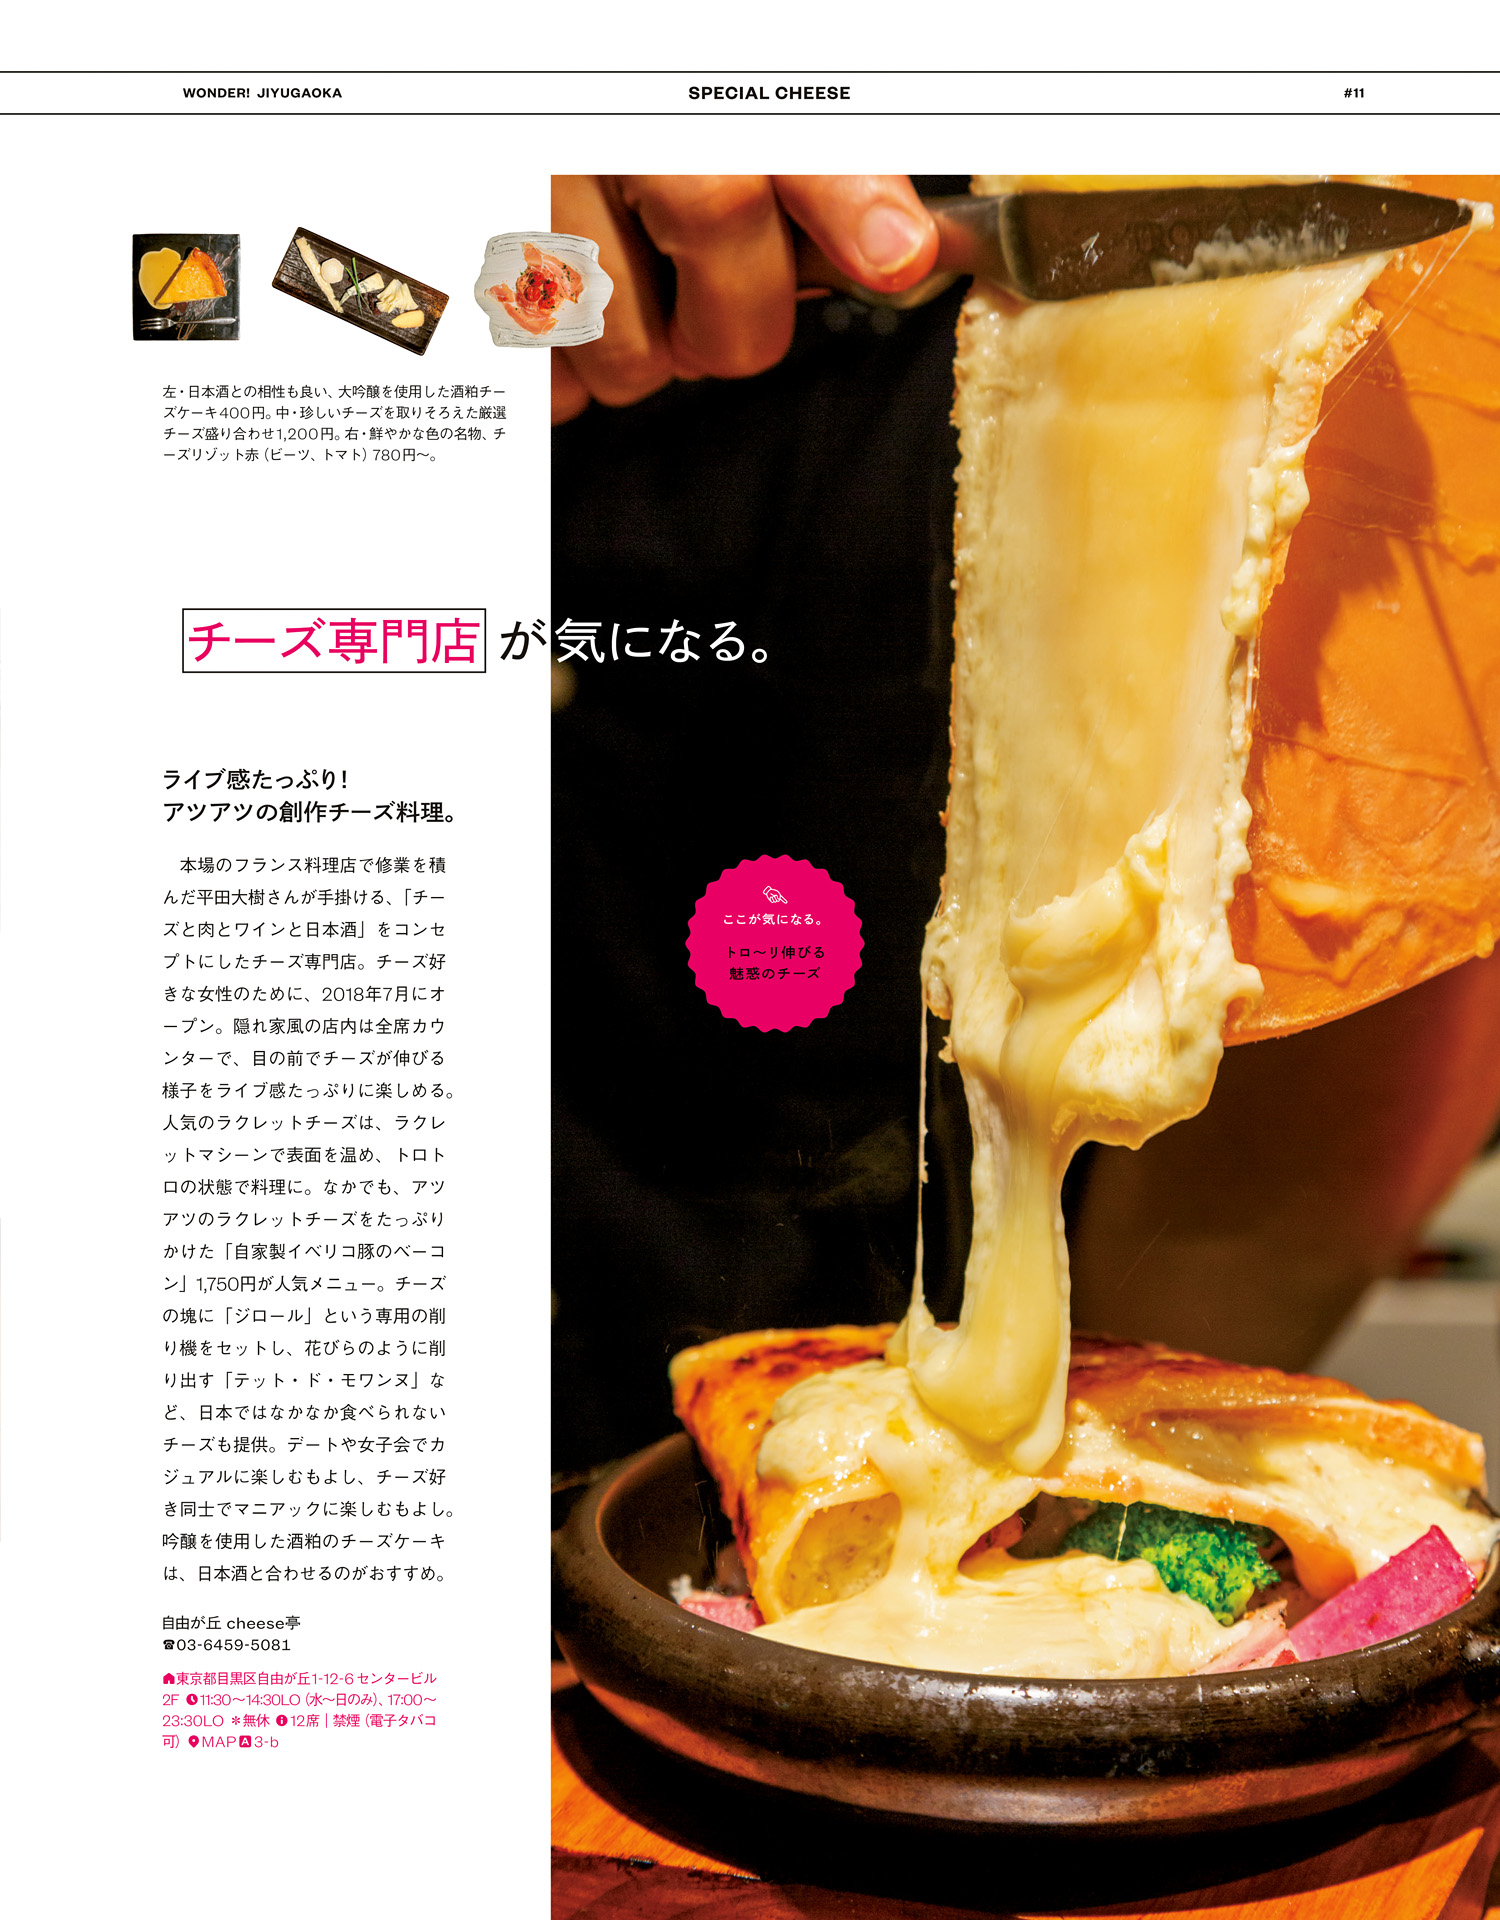 WONDER! JIYUGAOKA
SPECIAL CHEESE
#11
左・日本酒との相性も良い、大吟醸を使用した酒粕チー
ズケーキ400円。中・珍しいチーズを取りそろえた厳選
チーズ盛り合わせ1,200円。右・鮮やかな色の名物、チ
ーズリゾット赤（ビーツ、トマト）780円〜。
チーズ専門店が気になる。
ライブ感たっぷり！
アツアツの創作チーズ料理。
本場のフランス料理店で修業を積
んだ平田大樹さんが手掛ける、「チー
ズと肉とワインと日本酒」をコンセ
プトにしたチーズ専門店。チーズ好
きな女性のために、2018年7月にオ
ープン。隠れ家風の店内は全席カウ
ンターで、目の前でチーズが伸びる
様子をライブ感たっぷりに楽しめる。
人気のラクレットチーズは、ラクレ
ットマシーンで表面を温め、トロト
ロの状態で料理に。なかでも、アツ
アツのラクレットチーズをたっぷり
かけた「自家製イベリコ豚のベーコ
ン」1,750円が人気メニュー。チーズ
の塊に「ジロール」という専用の削
り機をセットし、花びらのように削
り出す「テット・ド・モワンヌ」な
ど、日本ではなかなか食べられない
チーズも提供。デートや女子会でカ
ジュアルに楽しむもよし、チーズ好
き同士でマニアックに楽しむもよし。
吟醸を使用した酒粕のチーズケーキ
は、日本酒と合わせるのがおすすめ。
自由が丘 cheese亭
☎03-6459-5081
東京都目黒区自由が丘1-12-6 センタービル
2F 11:30〜14:30LO（水〜日のみ）、17:00〜
23:30LO ＊無休 12席｜禁煙（電子タバコ
可）MAP A 3-b
ここが気になる。
トロ〜リ伸びる
魅惑のチーズ